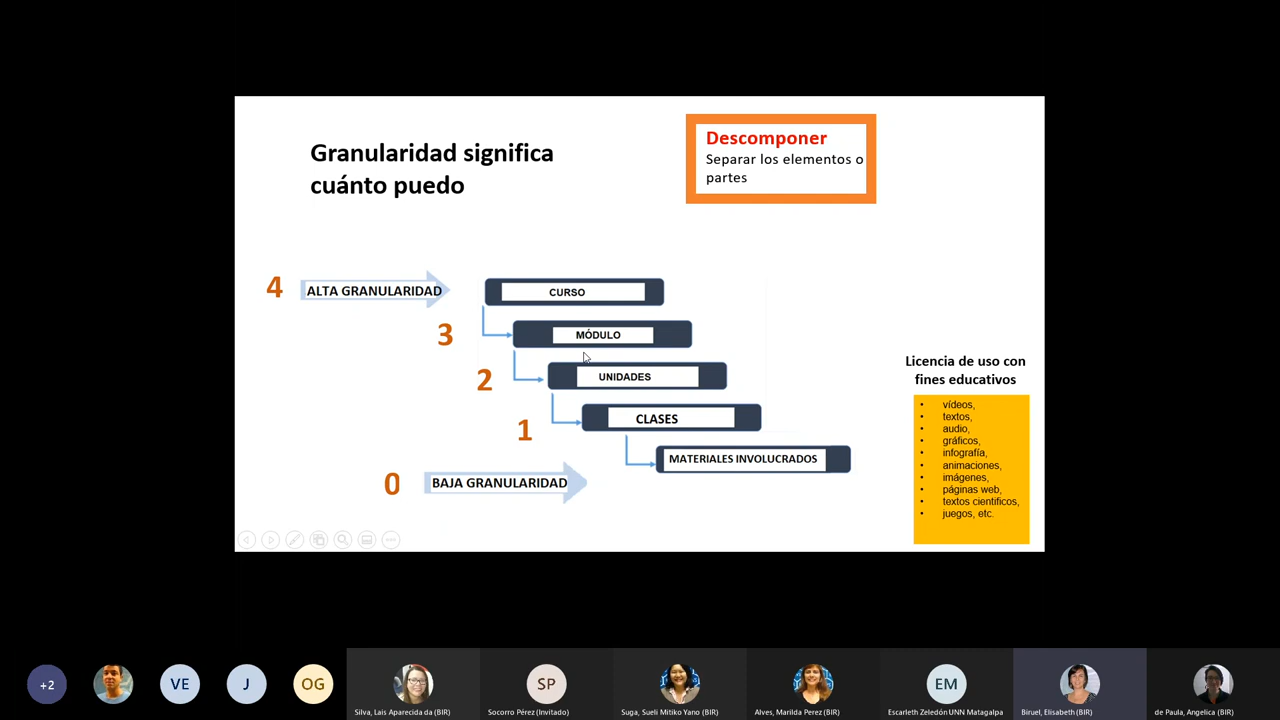 Granularidad significa
cuánto puedo
Descomponer
Separar los elementos o
partes
4
ALTA GRANULARIDAD
CURSO
3
MÓDULO
2
UNIDADES
1
CLASES
MATERIALES INVOLUCRADOS
0
BAJA GRANULARIDAD
Licencia de uso con
fines educativos
• vídeos,
• textos,
• audio,
• gráficos,
• infografía,
• animaciones,
• imágenes,
• páginas web,
• textos cientificos,
• juegos, etc.
+2
VE
J
OG
Silva, Lais Aparecida da (BIR)
SP
Socorro Pérez (Invitado)
Suga, Sueli Mitiko Yano (BIR)
Alves, Marilda Perez (BIR)
EM
Escarleth Zeledón UNN Matagalpa
Biruel, Elisabeth (BIR)
de Paula, Angelica (BIR)